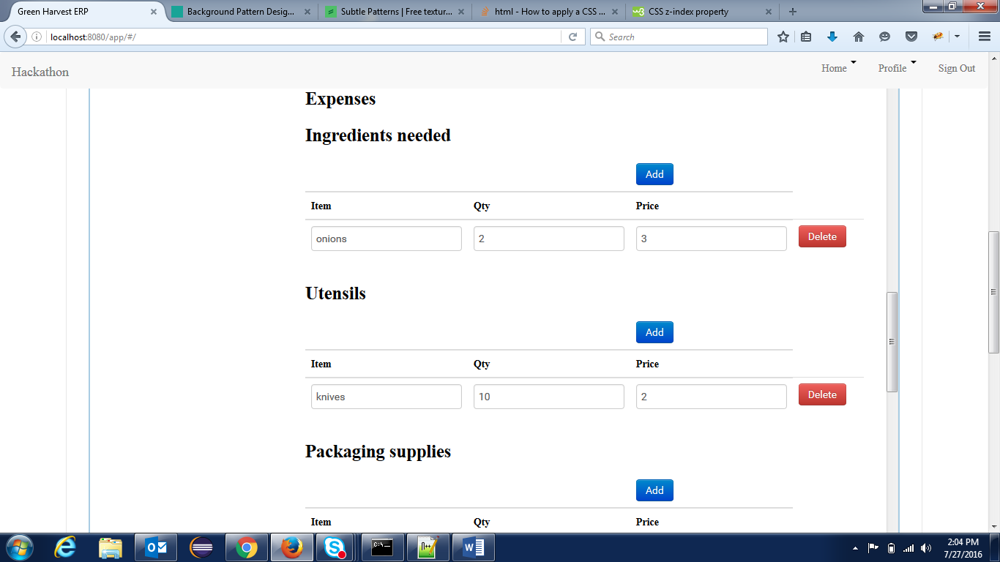 Green Harvest ERP
Background Pattern Desig...
Subtle Patterns | Free textur...
html - How to apply a CSS ...
CSS z-index property
localhost:8080/app/#/
Search
Hackathon
Home
Profile
Sign Out
Expenses
Ingredients needed
Add
Item Qty Price
onions 2 3 Delete
Utensils
Add
Item Qty Price
knives 10 2 Delete
Packaging supplies
Add
Item Qty Price
2:04 PM
7/27/2016